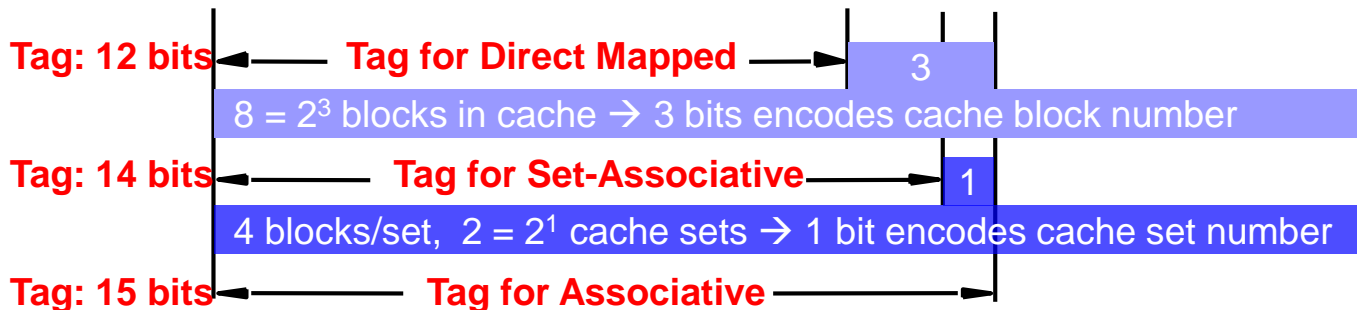 Tag: 12 bits Tag for Direct Mapped 3
8 = 2³ blocks in cache → 3 bits encodes cache block number
Tag: 14 bits Tag for Set-Associative 1
4 blocks/set, 2 = 2¹ cache sets → 1 bit encodes cache set number
Tag: 15 bits Tag for Associative